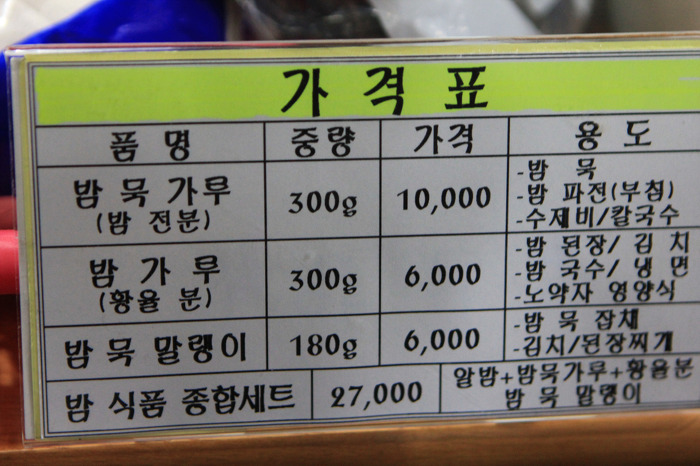 가 격 표
품 명 중량 가격 용 도
밤 묵 가루
(밤 전분)
300g 10,000
-밤 묵
-밤 파전(부침)
-수제비/칼국수
밤 가 루
(황율 분)
300g 6,000
-밤 된장/ 김 치
-밤 국수/ 냉 면
-노약자 영양식
밤 묵 말랭이 180g 6,000
-밤 묵 잡채
-김치/된장찌개
밤 식품 종합세트 27,000
알밤+밤묵가루+황율분
밤 묵 말랭이